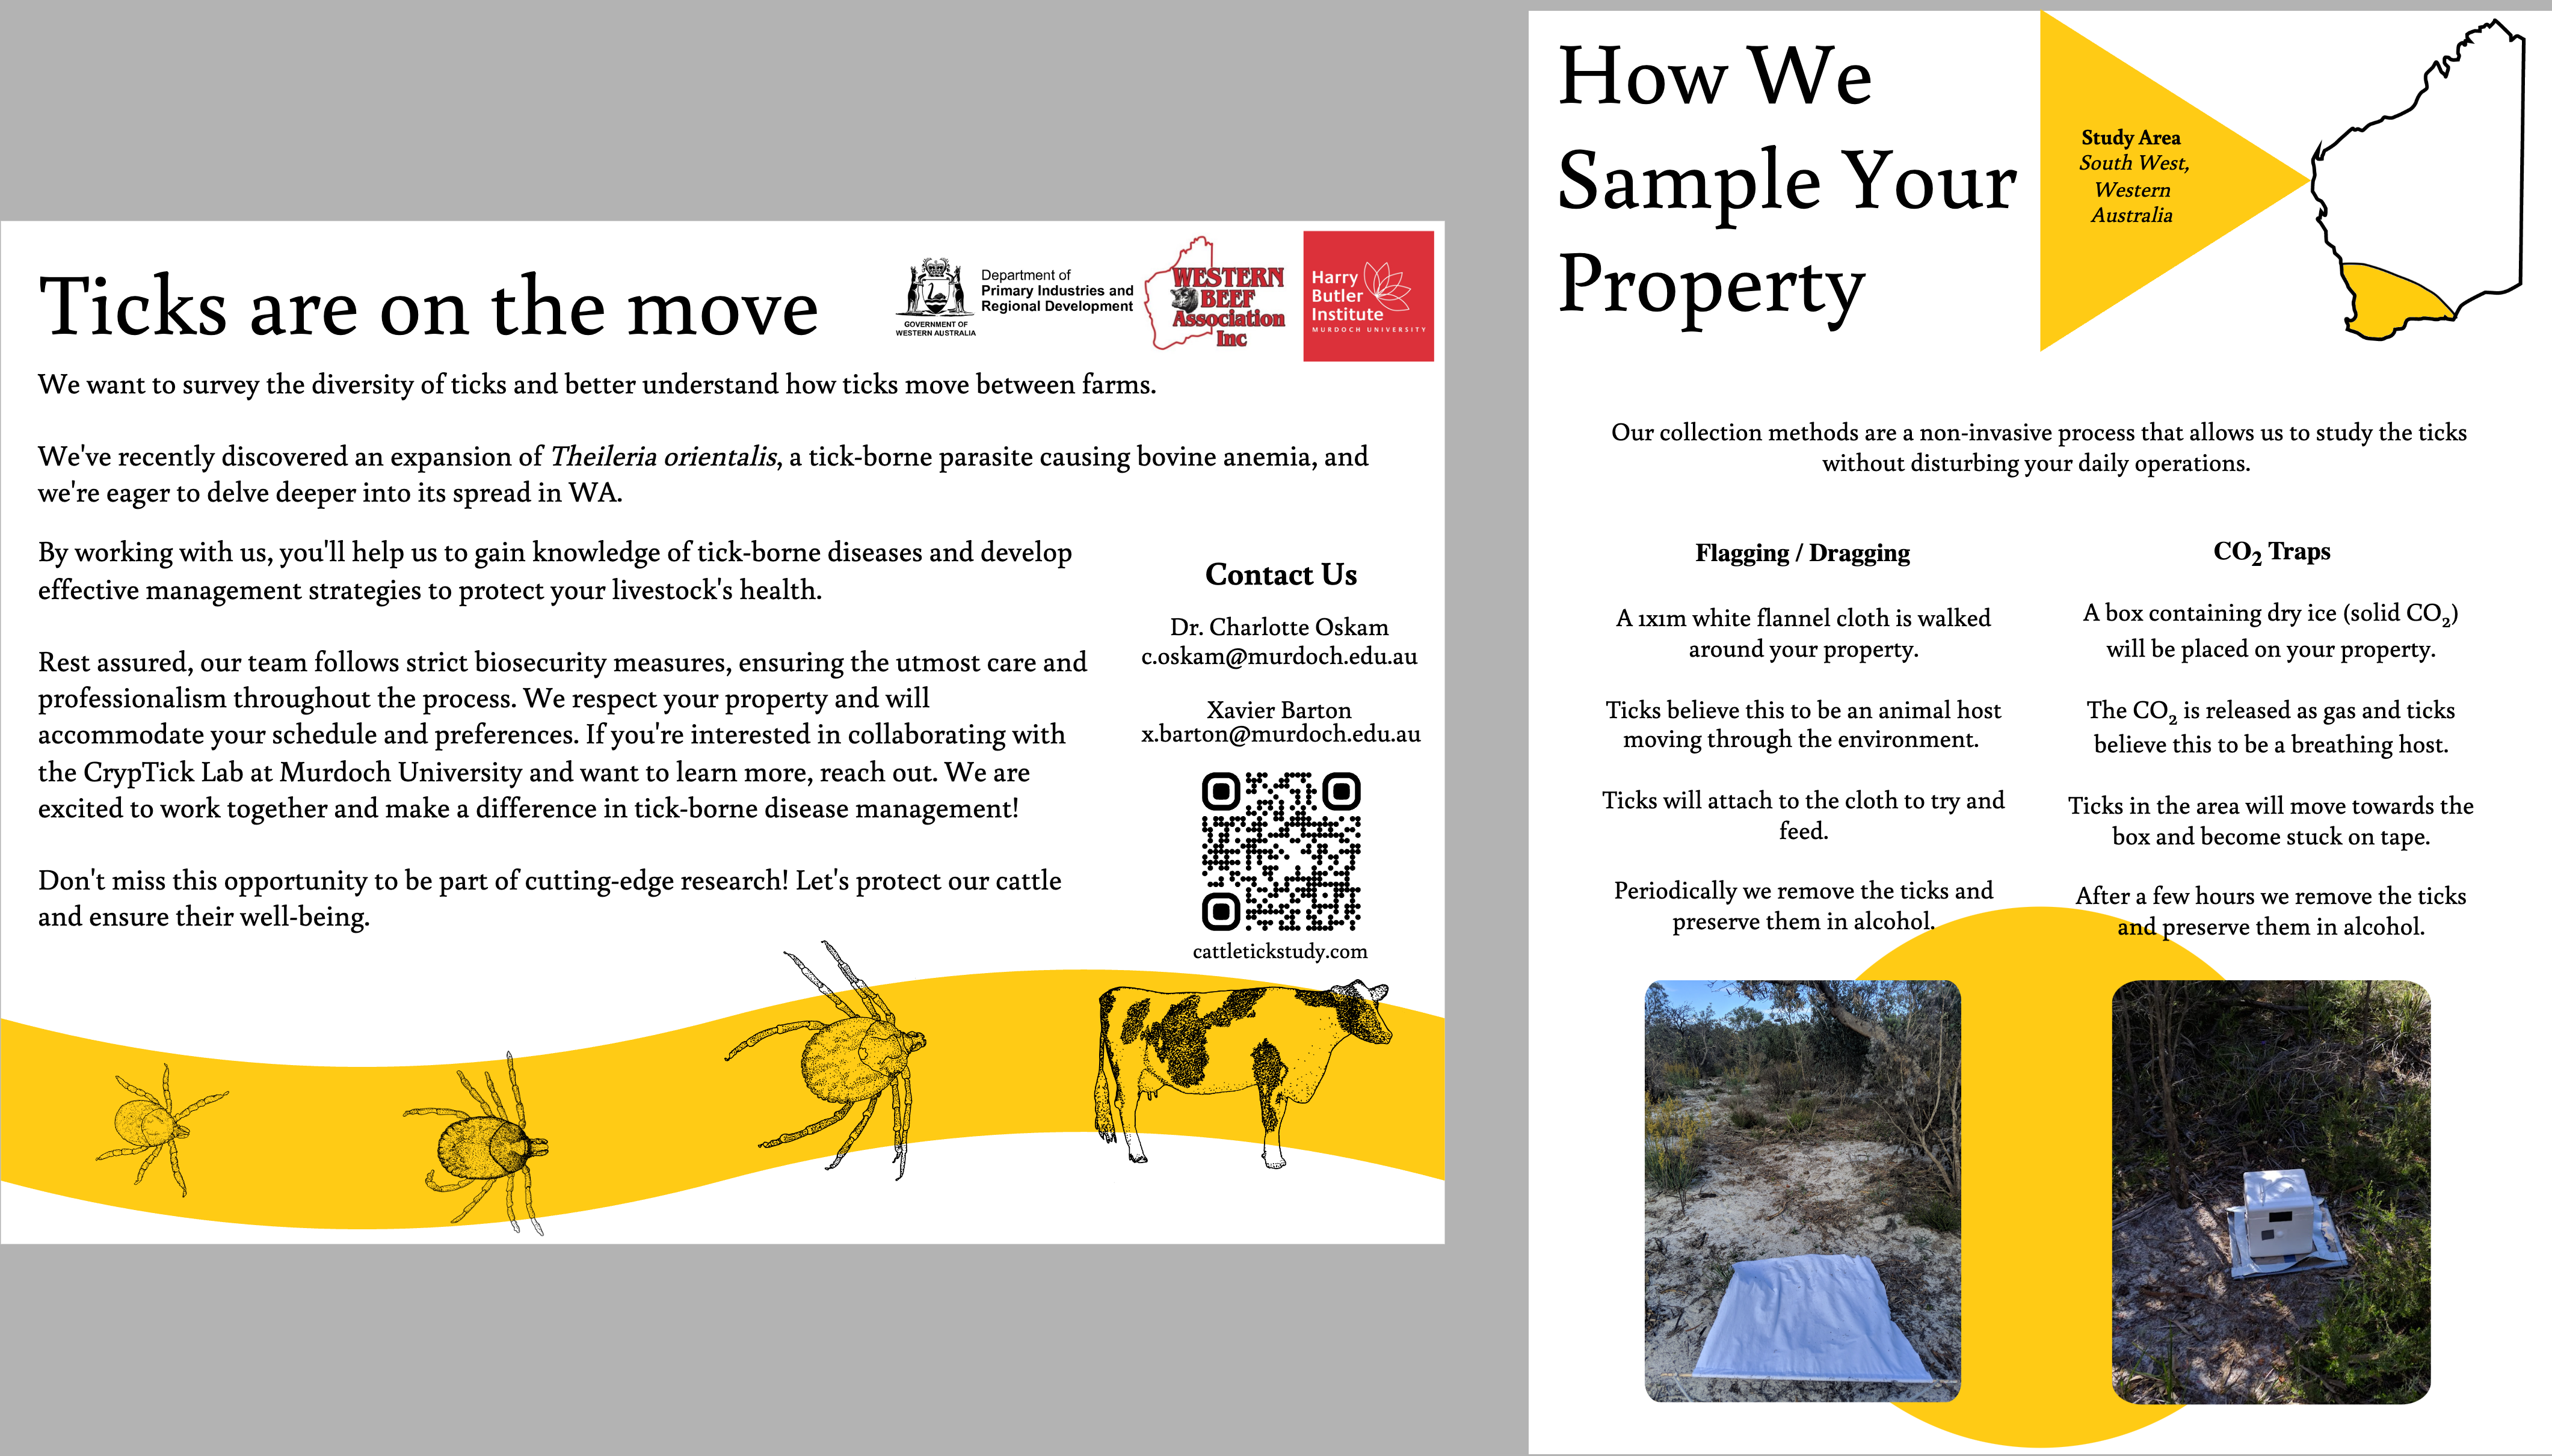 Ticks are on the move
GOVERNMENT OF
WESTERN AUSTRALIA
Department of
Primary Industries and
Regional Development
WESTERN
BEEF
Association
Inc
Harry
Butler
Institute
MURDOCH UNIVERSITY
We want to survey the diversity of ticks and better understand how ticks move between farms.
We've recently discovered an expansion of Theileria orientalis, a tick-borne parasite causing bovine anemia, and
we're eager to delve deeper into its spread in WA.
By working with us, you'll help us to gain knowledge of tick-borne diseases and develop
effective management strategies to protect your livestock's health.
Rest assured, our team follows strict biosecurity measures, ensuring the utmost care and
professionalism throughout the process. We respect your property and will
accommodate your schedule and preferences. If you're interested in collaborating with
the CrypTick Lab at Murdoch University and want to learn more, reach out. We are
excited to work together and make a difference in tick-borne disease management!
Don't miss this opportunity to be part of cutting-edge research! Let's protect our cattle
and ensure their well-being.
Contact Us
Dr. Charlotte Oskam
c.oskam@murdoch.edu.au
Xavier Barton
x.barton@murdoch.edu.au
cattletickstudy.com
How We
Sample Your
Property
Study Area
South West,
Western
Australia
Our collection methods are a non-invasive process that allows us to study the ticks
without disturbing your daily operations.
Flagging / Dragging
A 1x1m white flannel cloth is walked
around your property.
Ticks believe this to be an animal host
moving through the environment.
Ticks will attach to the cloth to try and
feed.
Periodically we remove the ticks and
preserve them in alcohol.
CO₂ Traps
A box containing dry ice (solid CO₂)
will be placed on your property.
The CO₂ is released as gas and ticks
believe this to be a breathing host.
Ticks in the area will move towards the
box and become stuck on tape.
After a few hours we remove the ticks
and preserve them in alcohol.